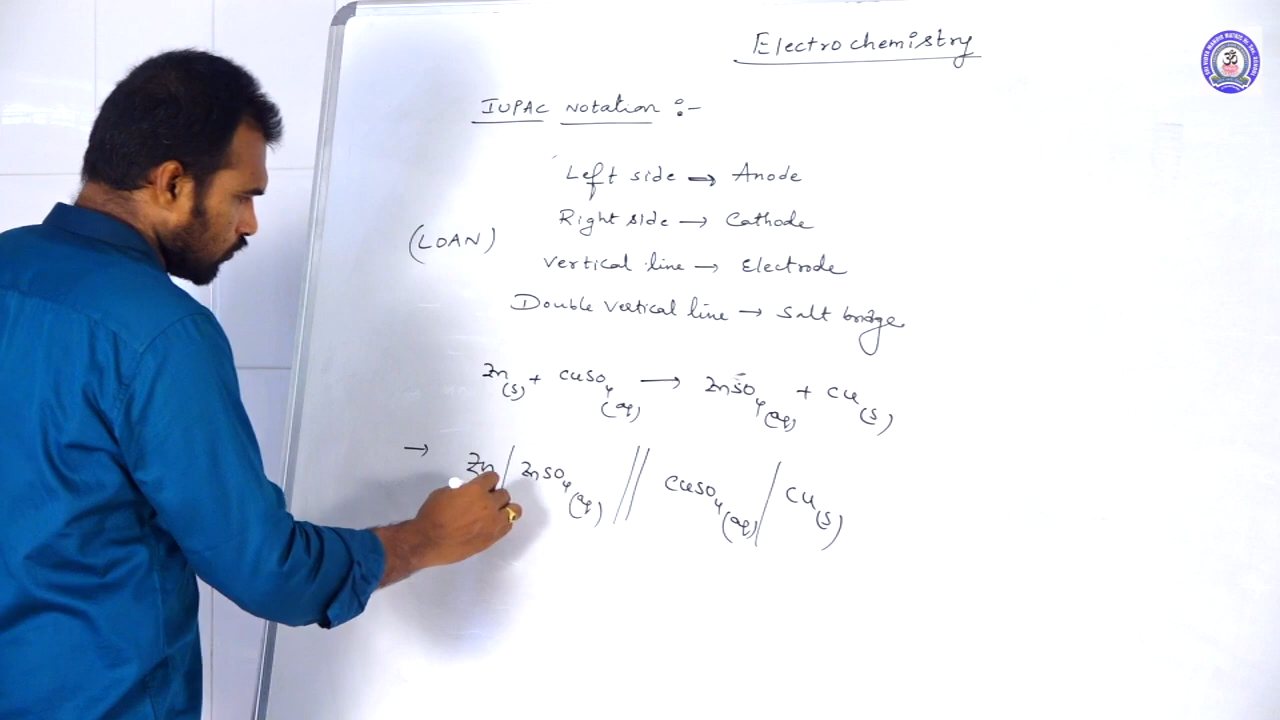 Electrochemistry
IUPAC Notation :-
Left side → Anode
Right side → Cathode
(LOAN)
Vertical line → Electrode
Double vertical line → Salt bridge
Zn(s) + CuSO4(aq) → ZnSO4(aq) + Cu(s)
→ Zn / ZnSO4(aq) // CuSO4(aq) / Cu(s)